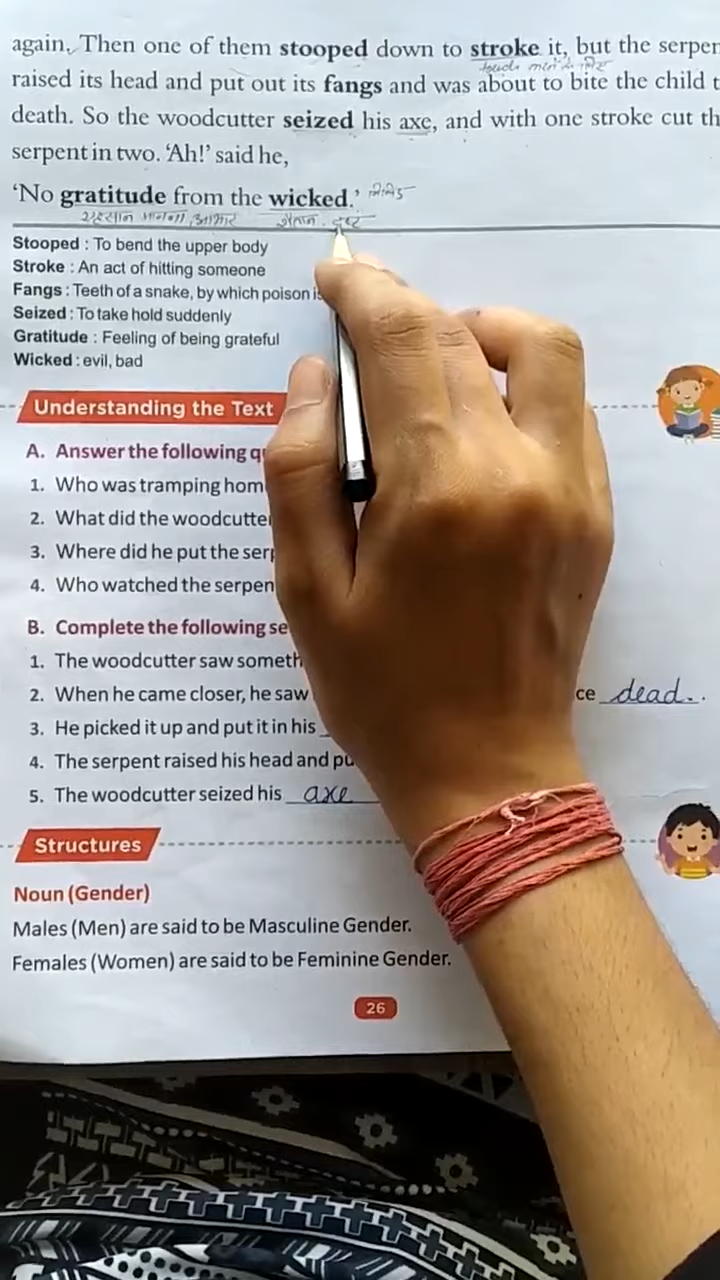 again. Then one of them stooped down to stroke it, but the serpen
raised its head and put out its fangs and was about to bite the child t
death. So the woodcutter seized his axe, and with one stroke cut th
serpent in two. ‘Ah!’ said he,
‘No gratitude from the wicked.’
एहसान मानना, आभार शैतान, दुष्ट
Stooped : To bend the upper body
Stroke : An act of hitting someone
Fangs : Teeth of a snake, by which poison is
Seized : To take hold suddenly
Gratitude : Feeling of being grateful
Wicked : evil, bad
Understanding the Text
A. Answer the following q
1. Who was tramping hom
2. What did the woodcutte
3. Where did he put the ser
4. Who watched the serpen
B. Complete the following se
1. The woodcutter saw someth
2. When he came closer, he saw ce dead.
3. He picked it up and put it in his
4. The serpent raised his head and pu
5. The woodcutter seized his axe
Structures
Noun (Gender)
Males (Men) are said to be Masculine Gender.
Females (Women) are said to be Feminine Gender.
26